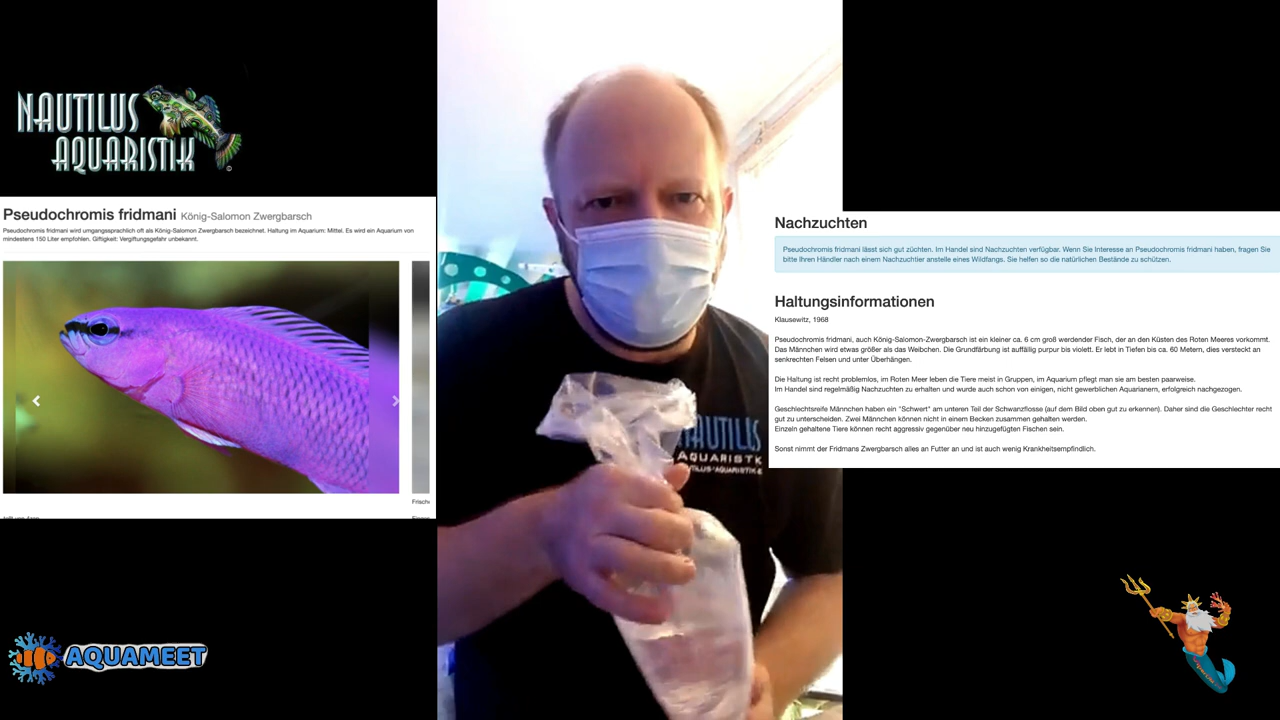 NAUTILUS
AQUARISTIK
©
Pseudochromis fridmani König-Salomon Zwergbarsch
Pseudochromis fridmani wird umgangssprachlich oft als König-Salomon Zwergbarsch bezeichnet. Haltung im Aquarium: Mittel. Es wird ein Aquarium von
mindestens 150 Liter empfohlen. Giftigkeit: Vergiftungsgefahr unbekannt.
AQUAMEET
NAUTILUS
AQUARISTK
Nachzuchten
Pseudochromis fridmani lässt sich gut züchten. Im Handel sind Nachzuchten verfügbar. Wenn Sie Interesse an Pseudochromis fridmani haben, fragen Sie
bitte Ihren Händler nach einem Nachzuchtier anstelle eines Wildfangs. Sie helfen so die natürlichen Bestände zu schützen.
Haltungsinformationen
Klausewitz, 1968
Pseudochromis fridmani, auch König-Salomon-Zwergbarsch ist ein kleiner ca. 6 cm groß werdender Fisch, der an den Küsten des Roten Meeres vorkommt.
Das Männchen wird etwas größer als das Weibchen. Die Grundfärbung ist auffällig purpur bis violett. Er lebt in Tiefen bis ca. 60 Metern, dies versteckt an
senkrechten Felsen und unter Überhängen.
Die Haltung ist recht problemlos, im Roten Meer leben die Tiere meist in Gruppen, im Aquarium pflegt man sie am besten paarweise.
Im Handel sind regelmäßig Nachzuchten zu erhalten und wurde auch schon von einigen, nicht gewerblichen Aquarianern, erfolgreich nachgezogen.
Geschlechtsreife Männchen haben ein "Schwert" am unteren Teil der Schwanzflosse (auf dem Bild oben gut zu erkennen). Daher sind die Geschlechter recht
gut zu unterscheiden. Zwei Männchen können nicht in einem Becken zusammen gehalten werden.
Einzeln gehaltene Tiere können recht aggressiv gegenüber neu hinzugefügten Fischen sein.
Sonst nimmt der Fridmans Zwergbarsch alles an Futter an und ist auch wenig Krankheitsempfindlich.